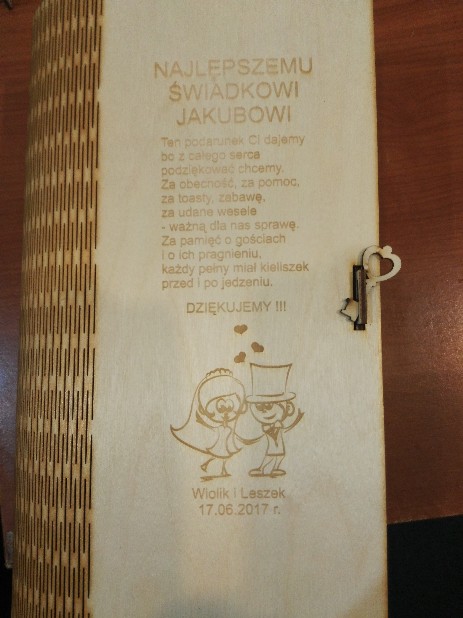 NAJLEPSZEMU
ŚWIADKOWI
JAKUBOWI
Ten podarunek Ci dajemy
bo z całego serca
podziękować chcemy.
Za obecność, za pomoc,
za toasty, zabawę,
za udane wesele
- ważną dla nas sprawę.
Za pamięć o gościach
i o ich pragnieniu,
każdy pełny miał kieliszek
przed i po jedzeniu.
DZIĘKUJEMY !!!
Wiolik i Leszek
17.06.2017 r.